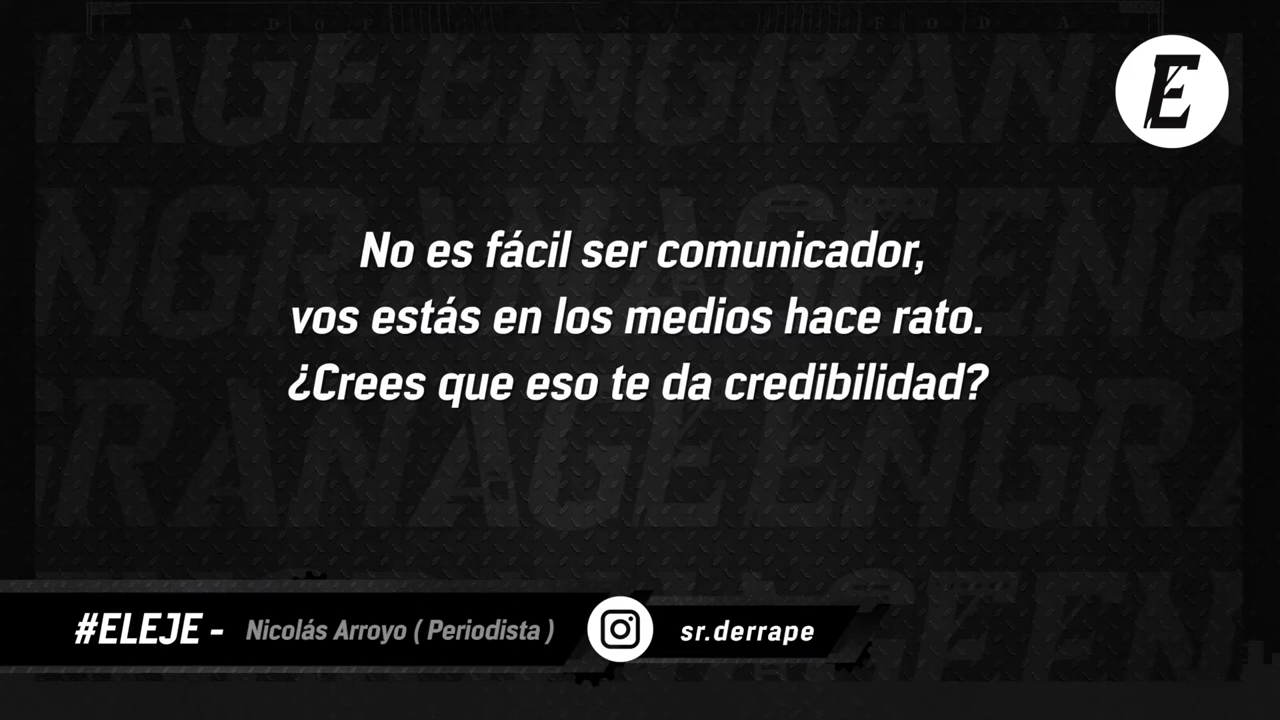 E
No es fácil ser comunicador,
vos estás en los medios hace rato.
¿Crees que eso te da credibilidad?
#ELEJE - Nicolás Arroyo ( Periodista ) sr.derrape